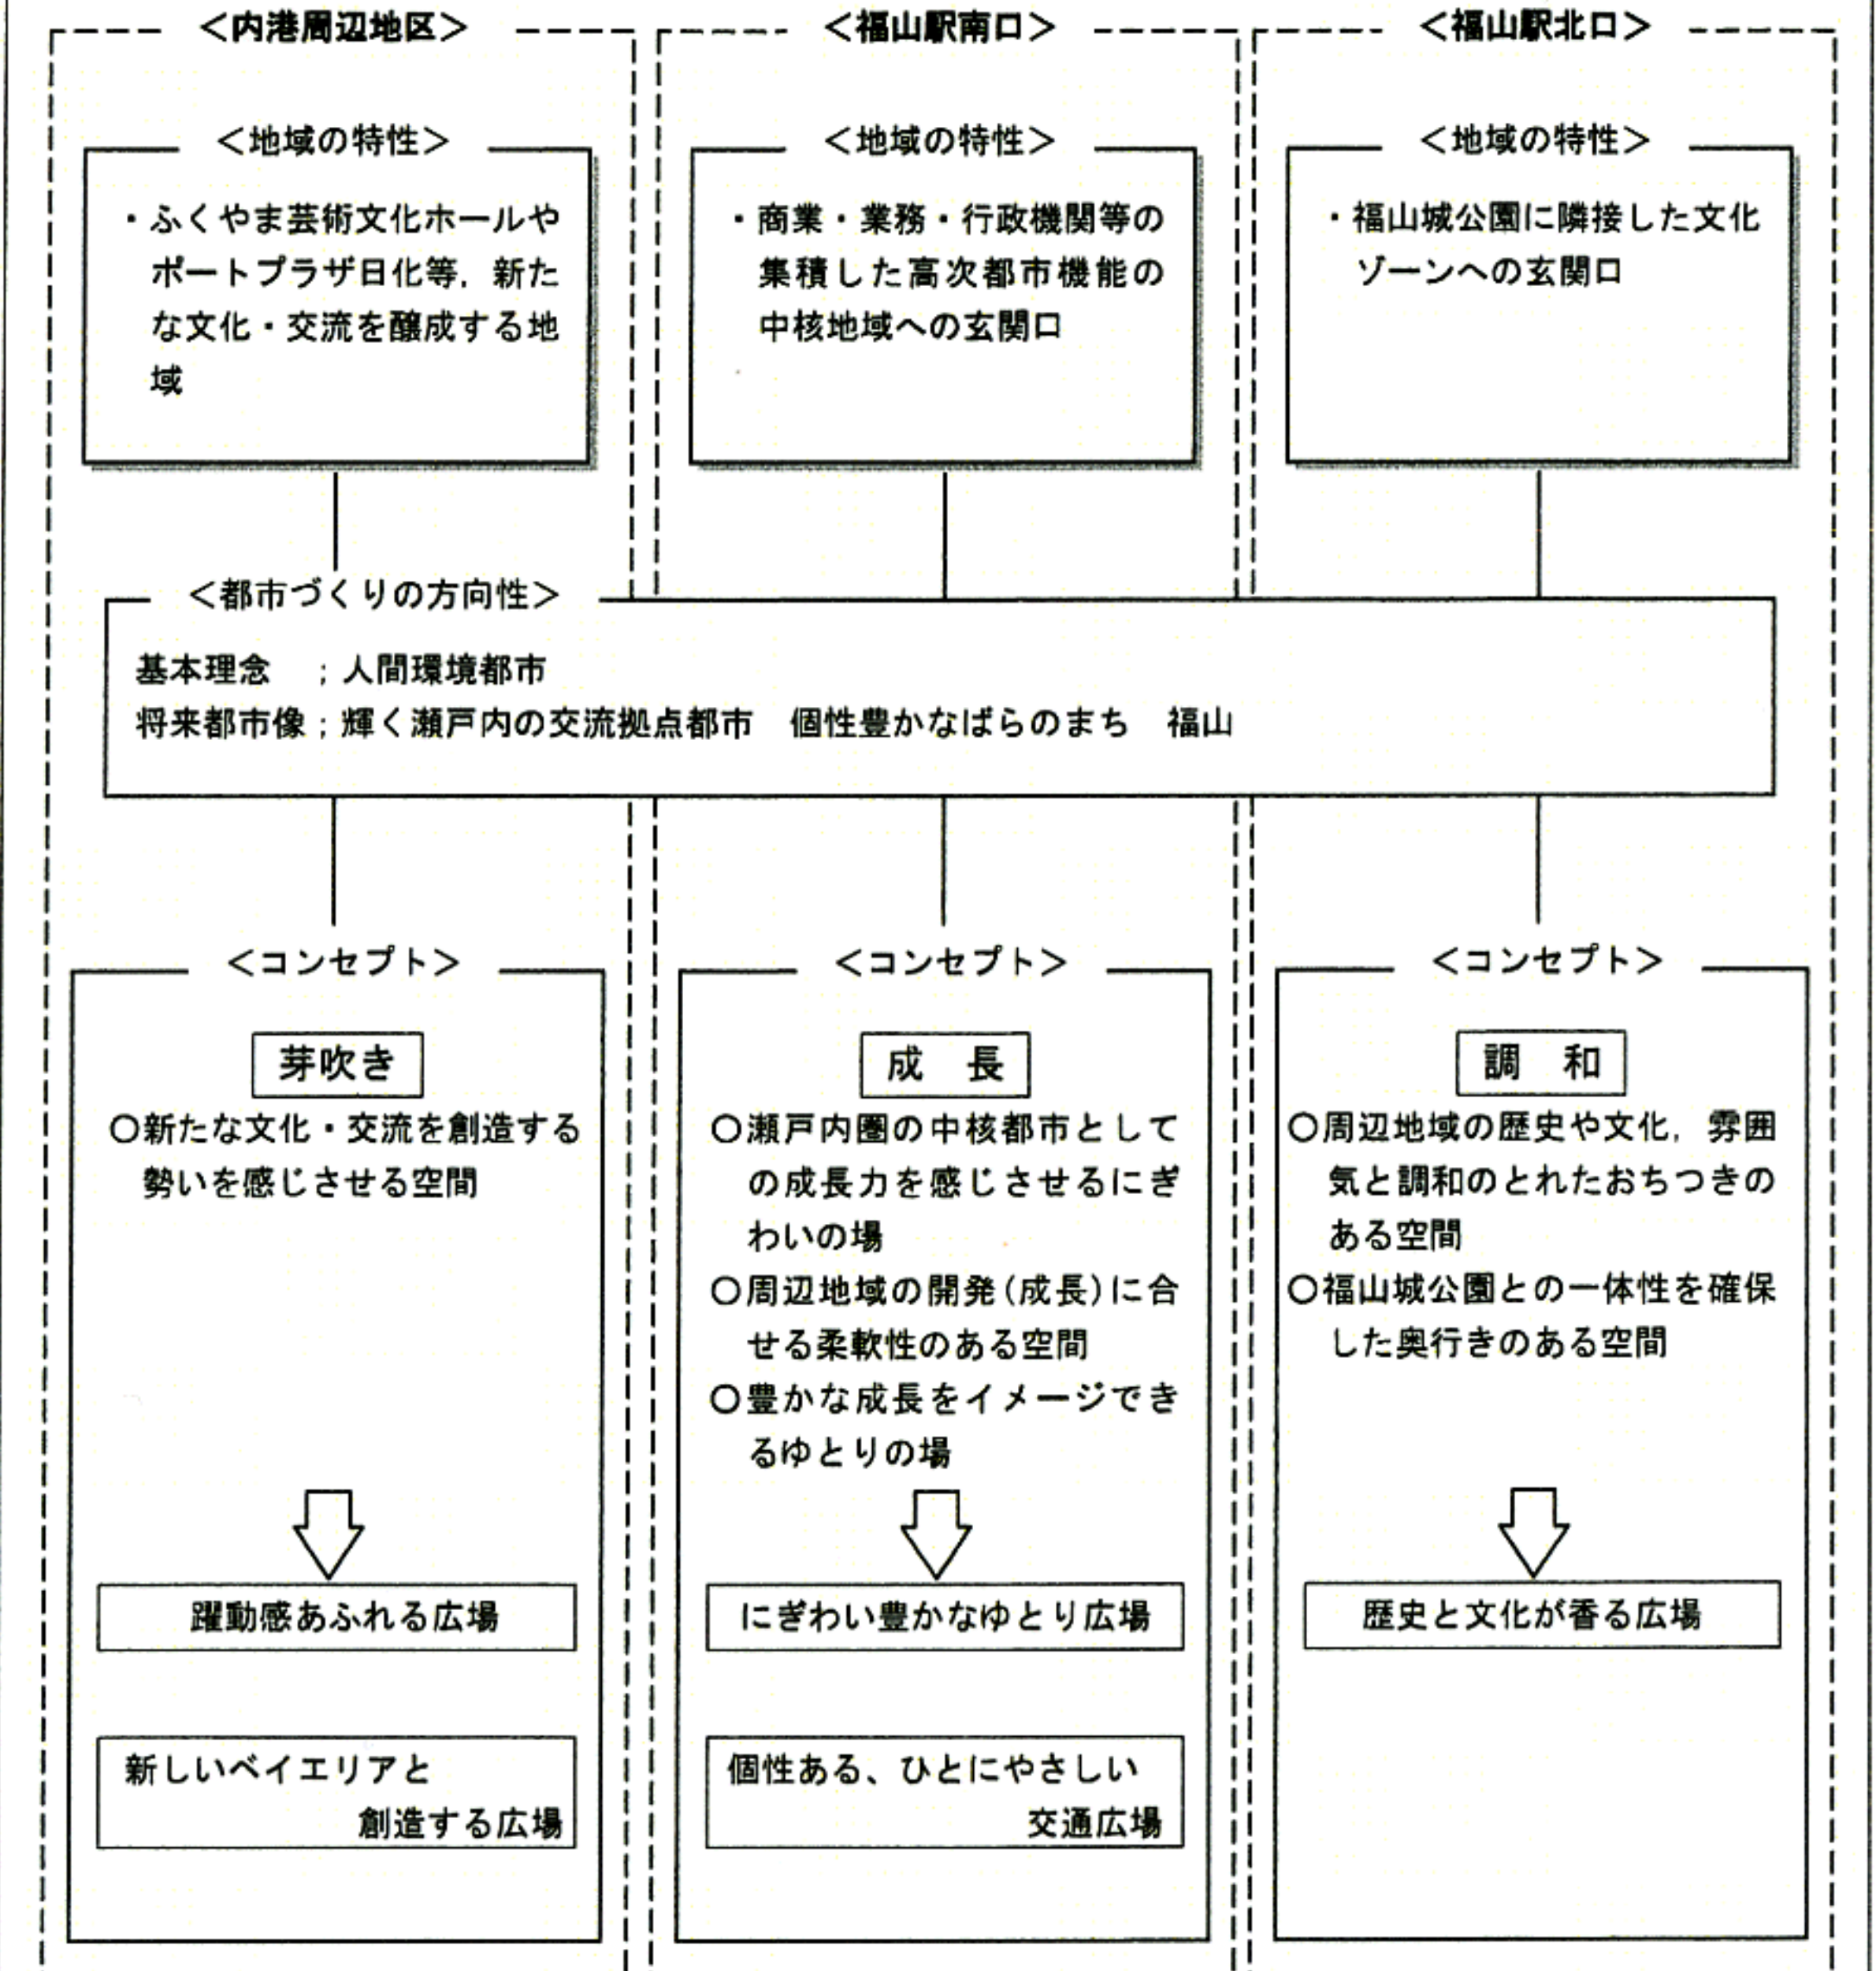 ＜内港周辺地区＞
＜地域の特性＞
・ふくやま芸術文化ホールや
ポートプラザ日化等，新た
な文化・交流を醸成する地
域
＜福山駅南口＞
＜地域の特性＞
・商業・業務・行政機関等の
集積した高次都市機能の
中核地域への玄関口
＜福山駅北口＞
＜地域の特性＞
・福山城公園に隣接した文化
ゾーンへの玄関口
＜都市づくりの方向性＞
基本理念　；人間環境都市
将来都市像；輝く瀬戸内の交流拠点都市　個性豊かなばらのまち　福山
＜コンセプト＞
芽吹き
○新たな文化・交流を創造する
勢いを感じさせる空間
躍動感あふれる広場
新しいベイエリアと
創造する広場
＜コンセプト＞
成　長
○瀬戸内圏の中核都市として
の成長力を感じさせるにぎ
わいの場
○周辺地域の開発(成長)に合
せる柔軟性のある空間
○豊かな成長をイメージでき
るゆとりの場
にぎわい豊かなゆとり広場
個性ある、ひとにやさしい
交通広場
＜コンセプト＞
調　和
○周辺地域の歴史や文化，雰囲
気と調和のとれたおちつきの
ある空間
○福山城公園との一体性を確保
した奥行きのある空間
歴史と文化が香る広場